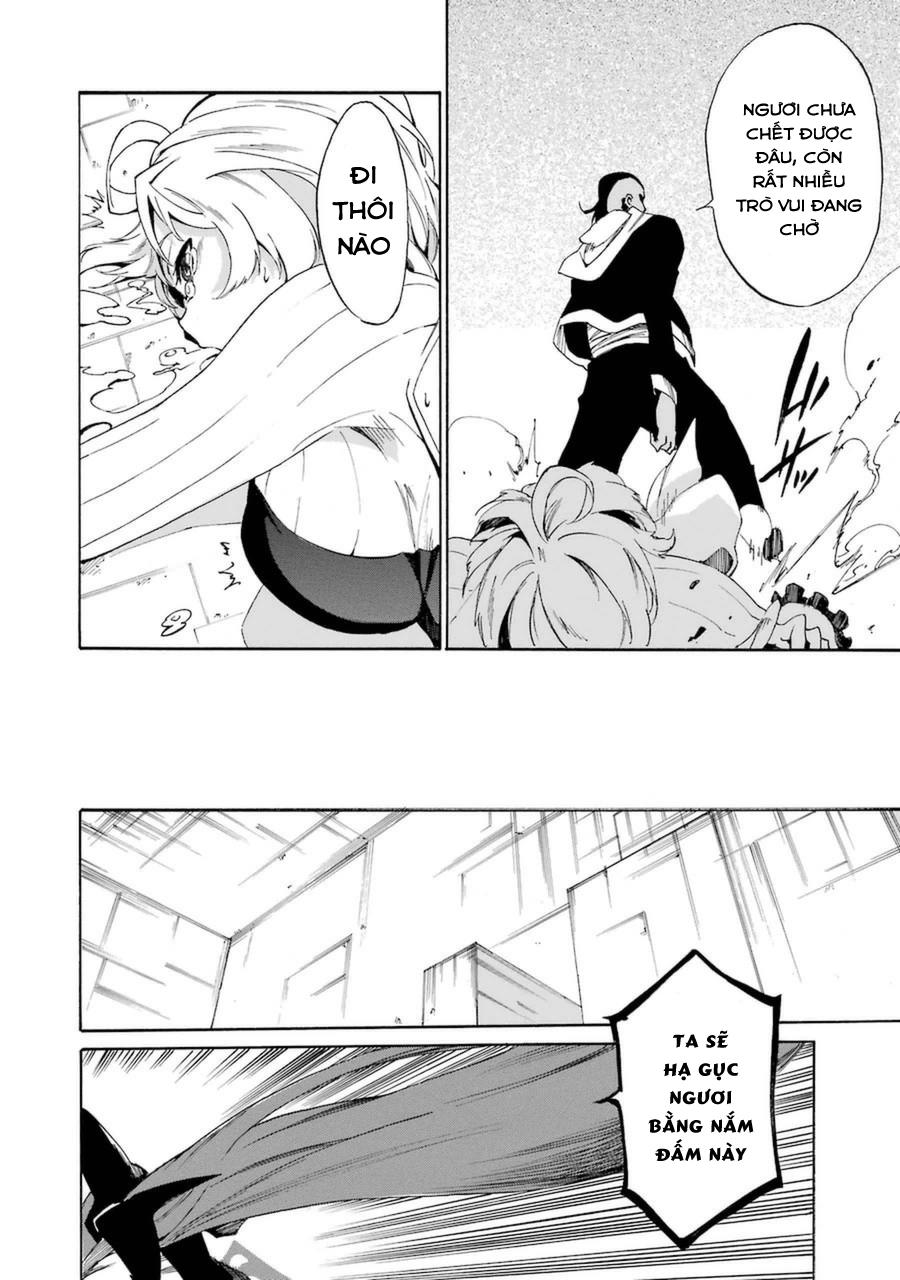 NGƯƠI CHƯA
CHẾT ĐƯỢC
ĐÂU, CÒN
RẤT NHIỀU
TRÒ VUI ĐANG
CHỜ
ĐI
THÔI
NÀO
TA SẼ
HẠ GỤC
NGƯƠI
BẰNG NẮM
ĐẤM NÀY